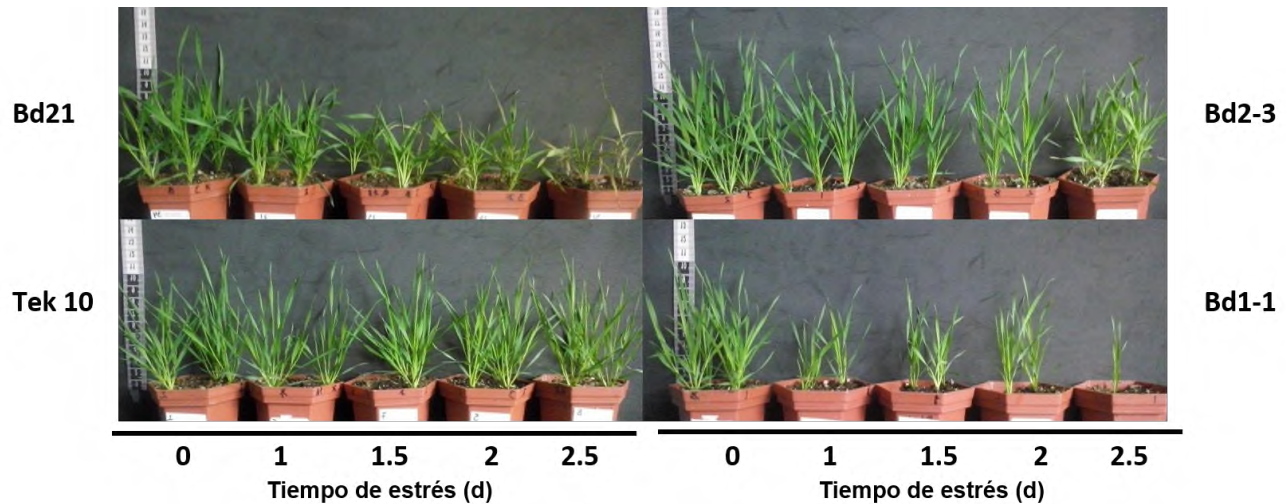 Bd21
Bd2-3
Tek 10
Bd1-1
0 1 1.5 2 2.5
Tiempo de estrés (d)
0 1 1.5 2 2.5
Tiempo de estrés (d)